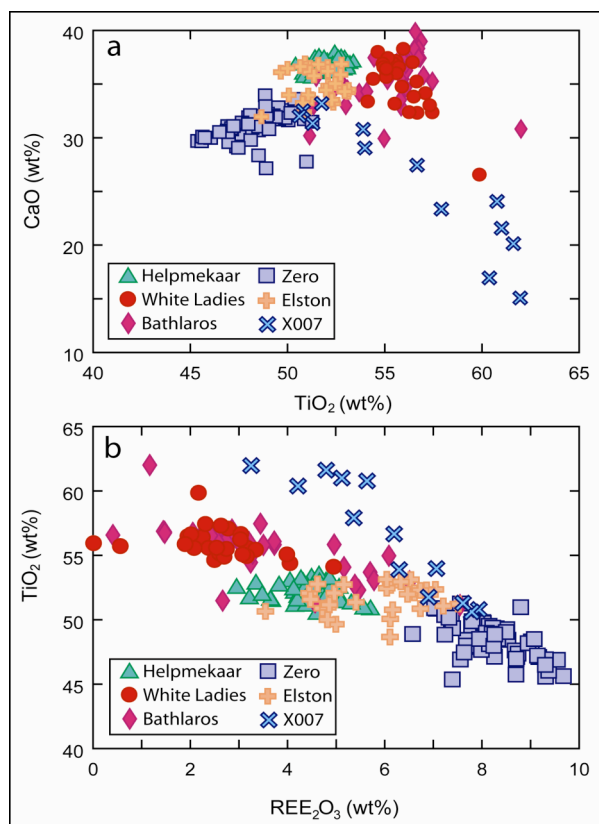 a
40
30
20
10
CaO (wt%)
Helpmekaar
Zero
White Ladies
Elston
Bathlaros
X007
40 45 50 55 60 65
TiO₂ (wt%)
b
65
60
55
50
45
40
TiO₂ (wt%)
Helpmekaar
Zero
White Ladies
Elston
Bathlaros
X007
0 2 4 6 8 10
REE₂O₃ (wt%)